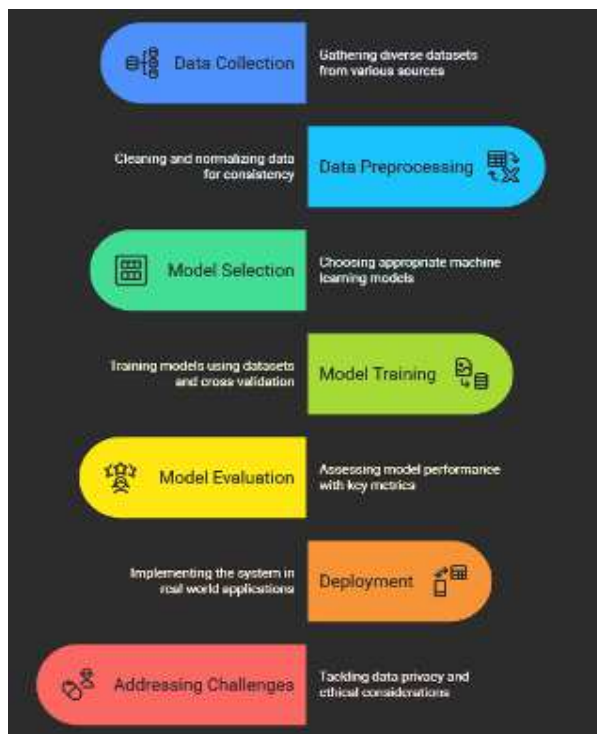 Data Collection
Gathering diverse datasets
from various sources
Cleaning and normalizing data
for consistency
Data Preprocessing
Model Selection
Choosing appropriate machine
learning models
Training models using datasets
and cross validation
Model Training
Model Evaluation
Assessing model performance
with key metrics
Implementing the system in
real world applications
Deployment
Addressing Challenges
Tackling data privacy and
ethical considerations